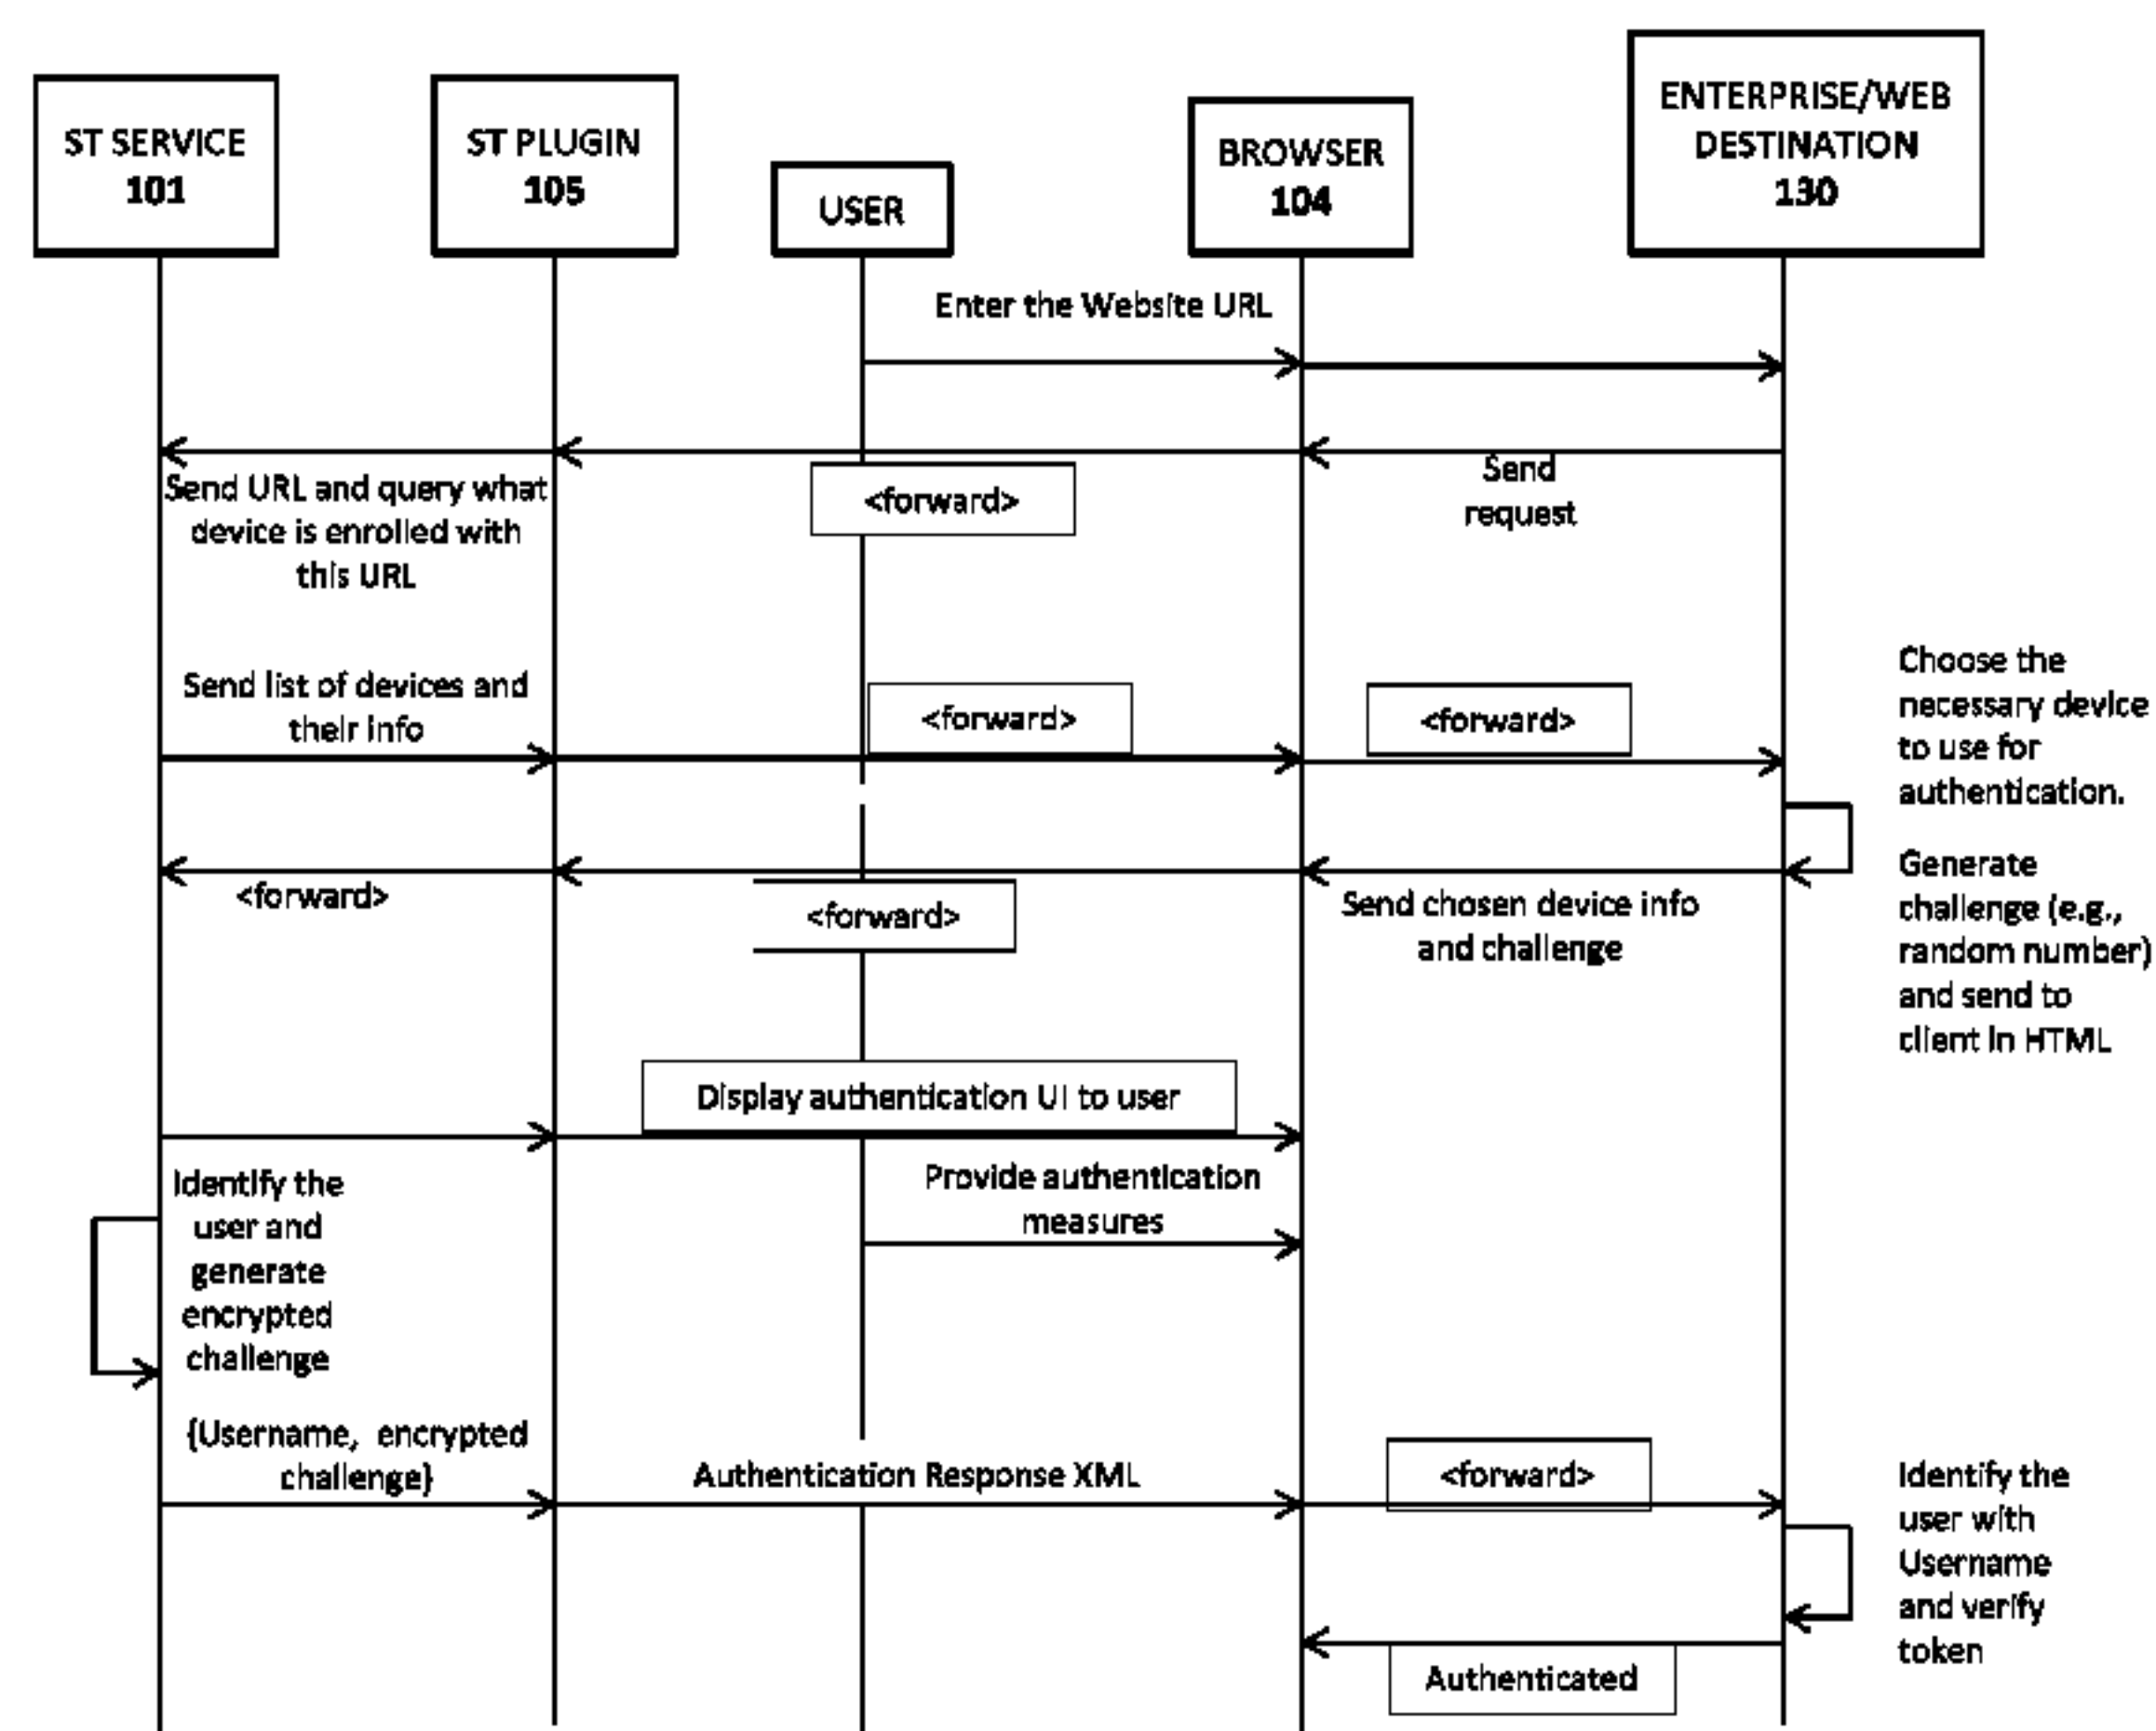 ST SERVICE
101
ST PLUGIN
105
USER
BROWSER
104
ENTERPRISE/WEB
DESTINATION
130
Enter the Website URL
Send URL and query what
device is enrolled with
this URL
<forward>
Send
request
Send list of devices and
their info
<forward>
<forward>
Choose the
necessary device
to use for
authentication.
<forward>
<forward>
Send chosen device info
and challenge
Generate
challenge (e.g.,
random number)
and send to
client in HTML
Display authentication UI to user
Provide authentication
measures
Identify the
user and
generate
encrypted
challenge
{Username, encrypted
challenge}
Authentication Response XML
<forward>
Identify the
user with
Username
and verify
token
Authenticated